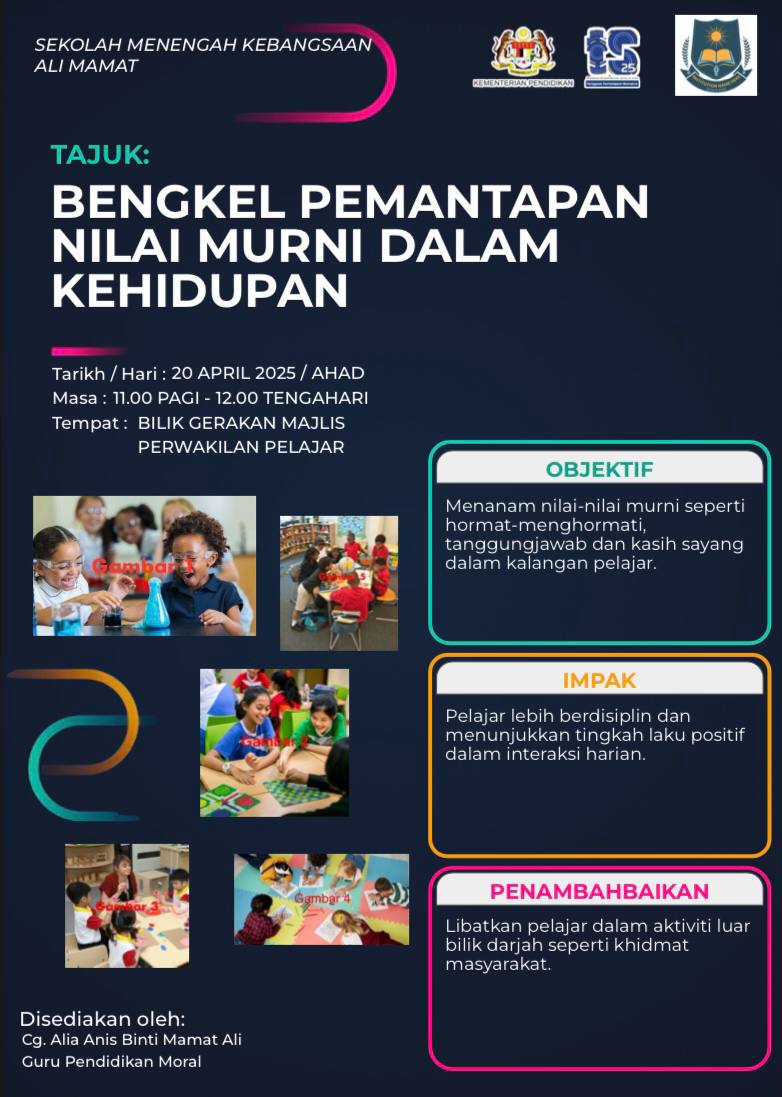 SEKOLAH MENENGAH KEBANGSAAN
ALI MAMAT
KEMENTERIAN PENDIDIKAN
25
TAJUK:
BENGKEL PEMANTAPAN
NILAI MURNI DALAM
KEHIDUPAN
Tarikh / Hari : 20 APRIL 2025 / AHAD
Masa : 11.00 PAGI - 12.00 TENGAHARI
Tempat : BILIK GERAKAN MAJLIS
PERWAKILAN PELAJAR
Gambar 1
Gambar 5
Gambar 2
Gambar 3
Gambar 4
OBJEKTIF
Menanam nilai-nilai murni seperti
hormat-menghormati,
tanggungjawab dan kasih sayang
dalam kalangan pelajar.
IMPAK
Pelajar lebih berdisiplin dan
menunjukkan tingkah laku positif
dalam interaksi harian.
PENAMBAHBAIKAN
Libatkan pelajar dalam aktiviti luar
bilik darjah seperti khidmat
masyarakat.
Disediakan oleh:
Cg. Alia Anis Binti Mamat Ali
Guru Pendidikan Moral